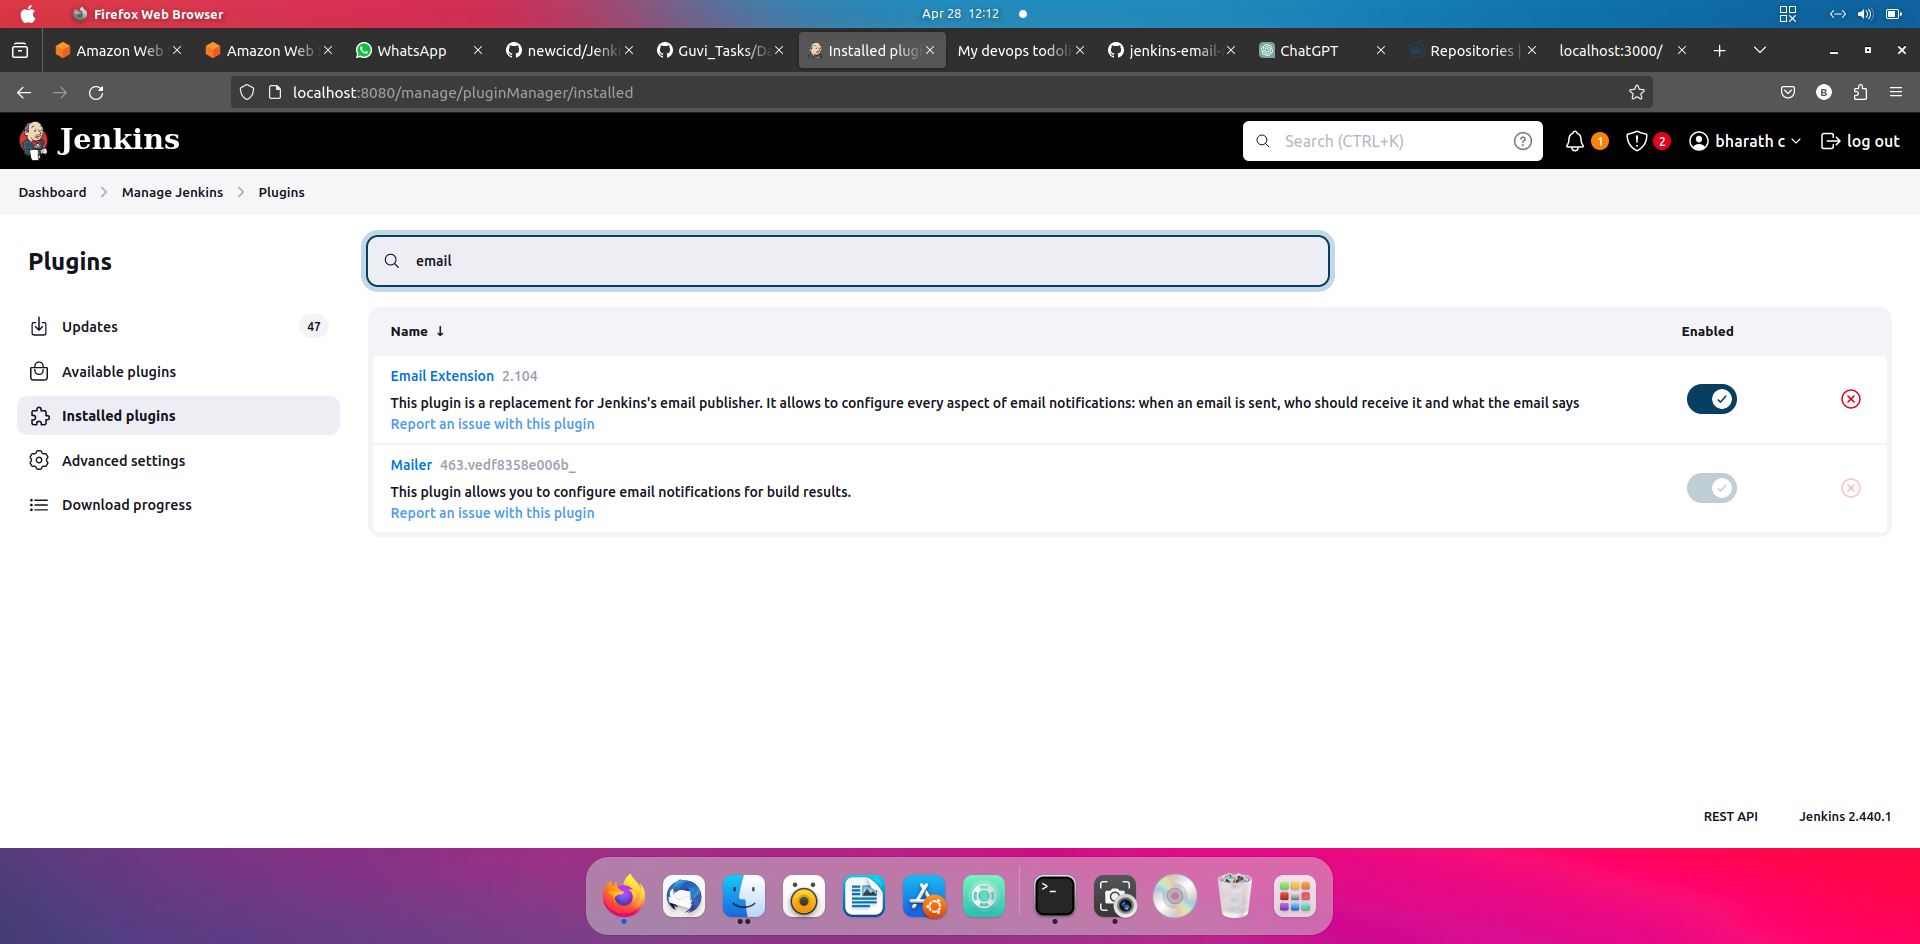 Firefox Web Browser
Apr 28 12:12
Amazon Web
Amazon Web
WhatsApp
newcicd/Jenki
Guvi_Tasks/D
Installed plugi
My devops todoli
jenkins-email-
ChatGPT
Repositories |
localhost:3000/
localhost:8080/manage/pluginManager/installed
B
Jenkins
Search (CTRL+K)
?
1
2
bharath c
log out
Dashboard
Manage Jenkins
Plugins
Plugins
email
Updates
47
Available plugins
Installed plugins
Advanced settings
Download progress
Name ↓
Enabled
Email Extension 2.104
This plugin is a replacement for Jenkins's email publisher. It allows to configure every aspect of email notifications: when an email is sent, who should receive it and what the email says
Report an issue with this plugin
Mailer 463.vedf8358e006b_
This plugin allows you to configure email notifications for build results.
Report an issue with this plugin
REST API
Jenkins 2.440.1
>_